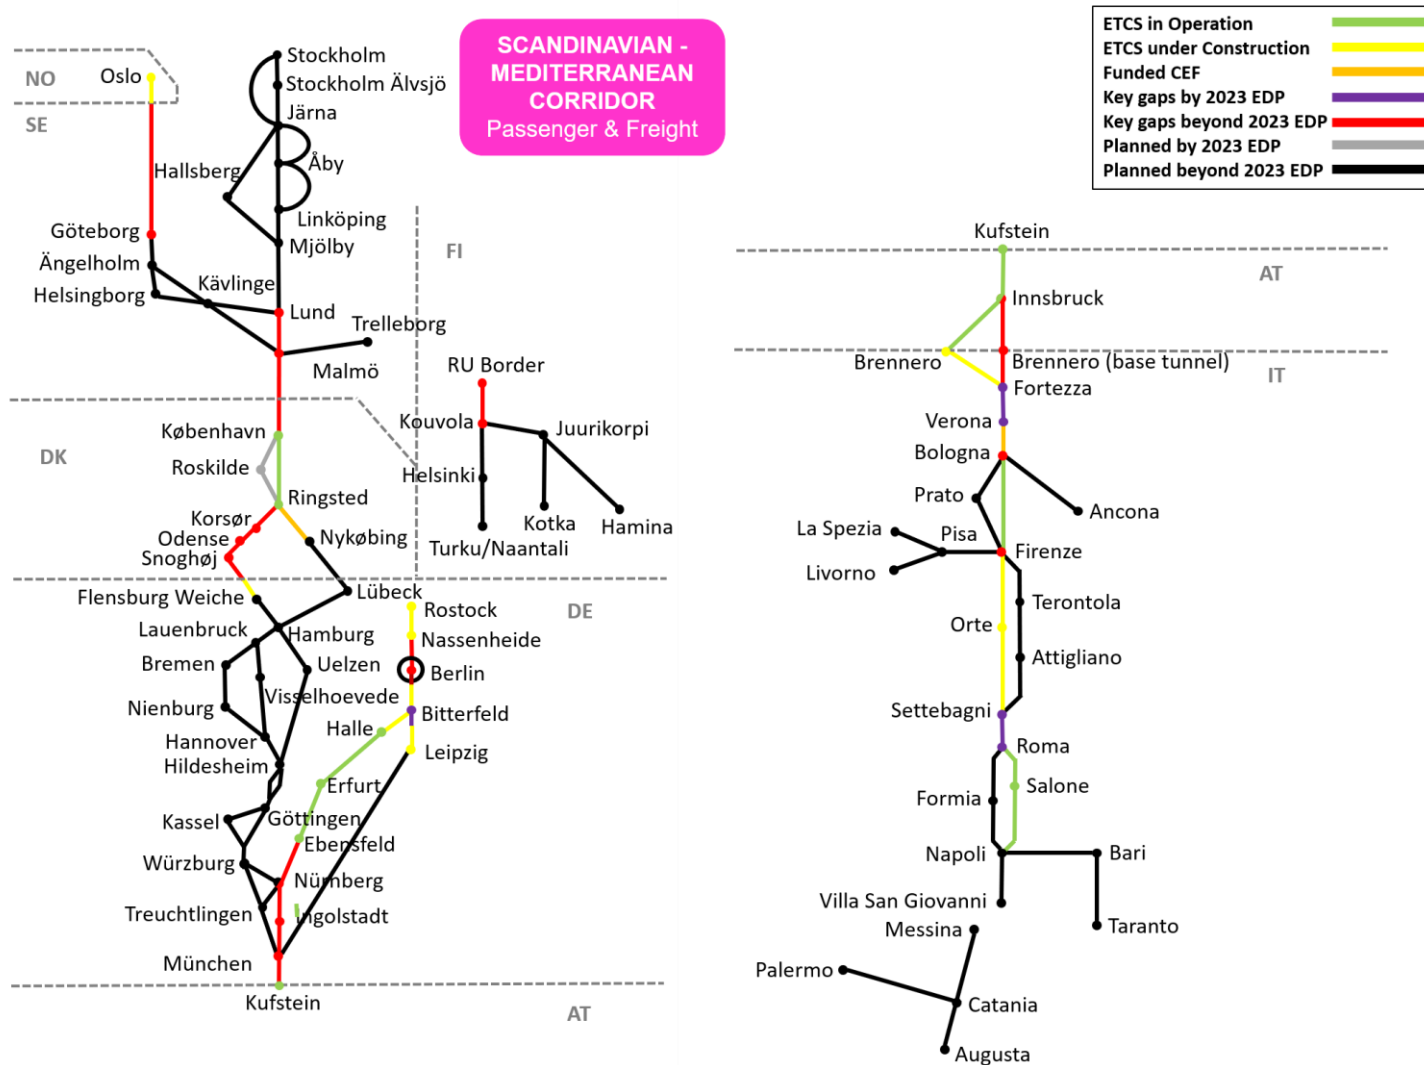 SCANDINAVIAN -
MEDITERRANEAN
CORRIDOR
Passenger & Freight
ETCS in Operation
ETCS under Construction
Funded CEF
Key gaps by 2023 EDP
Key gaps beyond 2023 EDP
Planned by 2023 EDP
Planned beyond 2023 EDP
NO
Oslo
SE
Stockholm
Stockholm Älvsjö
Järna
Åby
Hallsberg
Linköping
Mjölby
Göteborg
Ängelholm
Kävlinge
Helsingborg
Lund
Trelleborg
Malmö
FI
RU Border
Kouvola
Juurikorpi
Helsinki
Kotka
Hamina
Turku/Naantali
DK
København
Roskilde
Ringsted
Korsør
Odense
Nykøbing
Snoghøj
Flensburg Weiche
Lübeck
DE
Rostock
Lauenbruck
Hamburg
Nassenheide
Bremen
Uelzen
Berlin
Visselhoevede
Nienburg
Bitterfeld
Halle
Hannover
Leipzig
Hildesheim
Erfurt
Kassel
Göttingen
Ebensfeld
Würzburg
Nürnberg
Treuchtlingen
Ingolstadt
München
Kufstein
AT
Kufstein
AT
Innsbruck
Brennero
Brennero (base tunnel)
IT
Fortezza
Verona
Bologna
Prato
Ancona
La Spezia
Pisa
Firenze
Livorno
Terontola
Orte
Attigliano
Settebagni
Roma
Salone
Formia
Napoli
Bari
Villa San Giovanni
Taranto
Messina
Palermo
Catania
Augusta